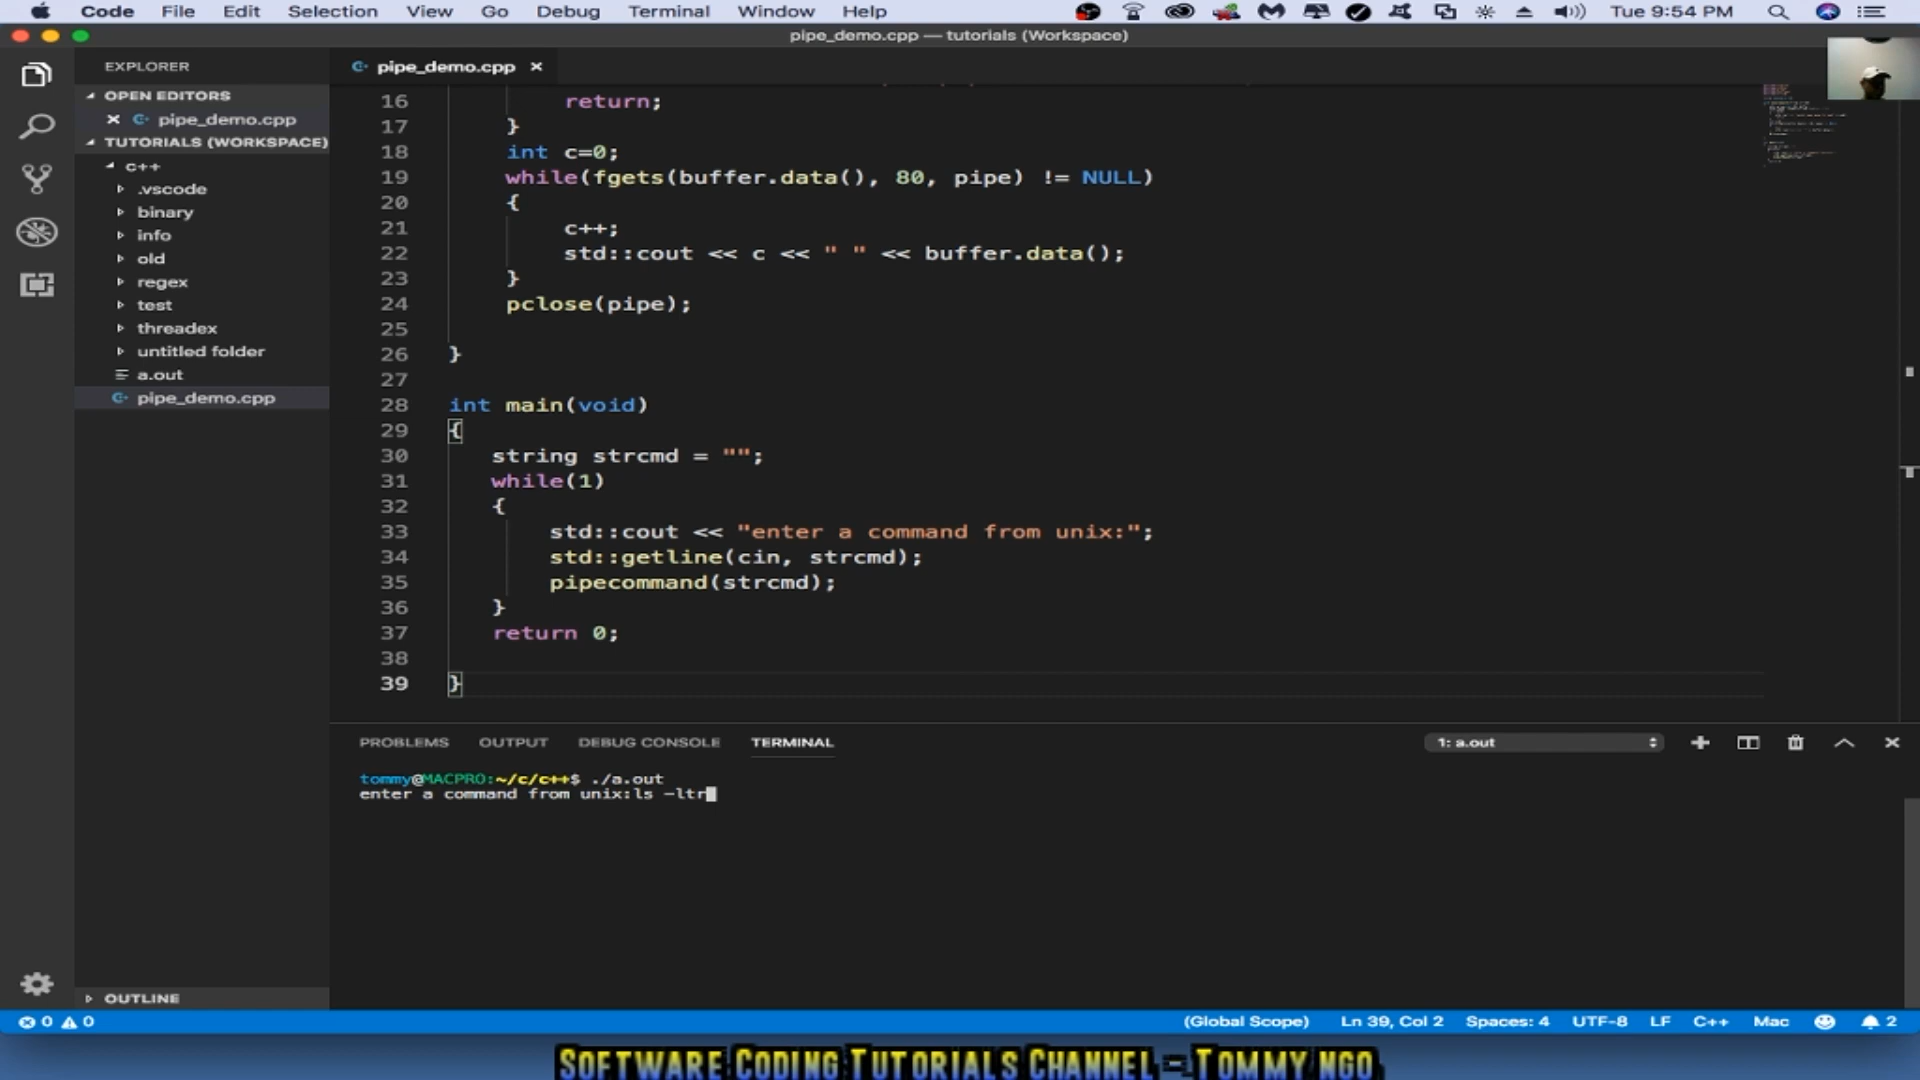 Code File Edit Selection View Go Debug Terminal Window Help Tue 9:54 PM
pipe_demo.cpp — tutorials (Workspace)
EXPLORER
OPEN EDITORS
pipe_demo.cpp
TUTORIALS (WORKSPACE)
c++
.vscode
binary
info
old
regex
test
threadex
untitled folder
a.out
pipe_demo.cpp
OUTLINE
pipe_demo.cpp
16 return;
17 }
18 int c=0;
19 while(fgets(buffer.data(), 80, pipe) != NULL)
20 {
21 c++;
22 std::cout << c << " " << buffer.data();
23 }
24 pclose(pipe);
25
26 }
27
28 int main(void)
29 {
30 string strcmd = "";
31 while(1)
32 {
33 std::cout << "enter a command from unix:";
34 std::getline(cin, strcmd);
35 pipecommand(strcmd);
36 }
37 return 0;
38
39 }
PROBLEMS OUTPUT DEBUG CONSOLE TERMINAL 1: a.out
tommy@MACPRO:~/c/c++$ ./a.out
enter a command from unix:ls -ltr
0 0 (Global Scope) Ln 39, Col 2 Spaces: 4 UTF-8 LF C++ Mac 2
SOFTWARE CODING TUTORIALS CHANNEL - TOMMY NGO